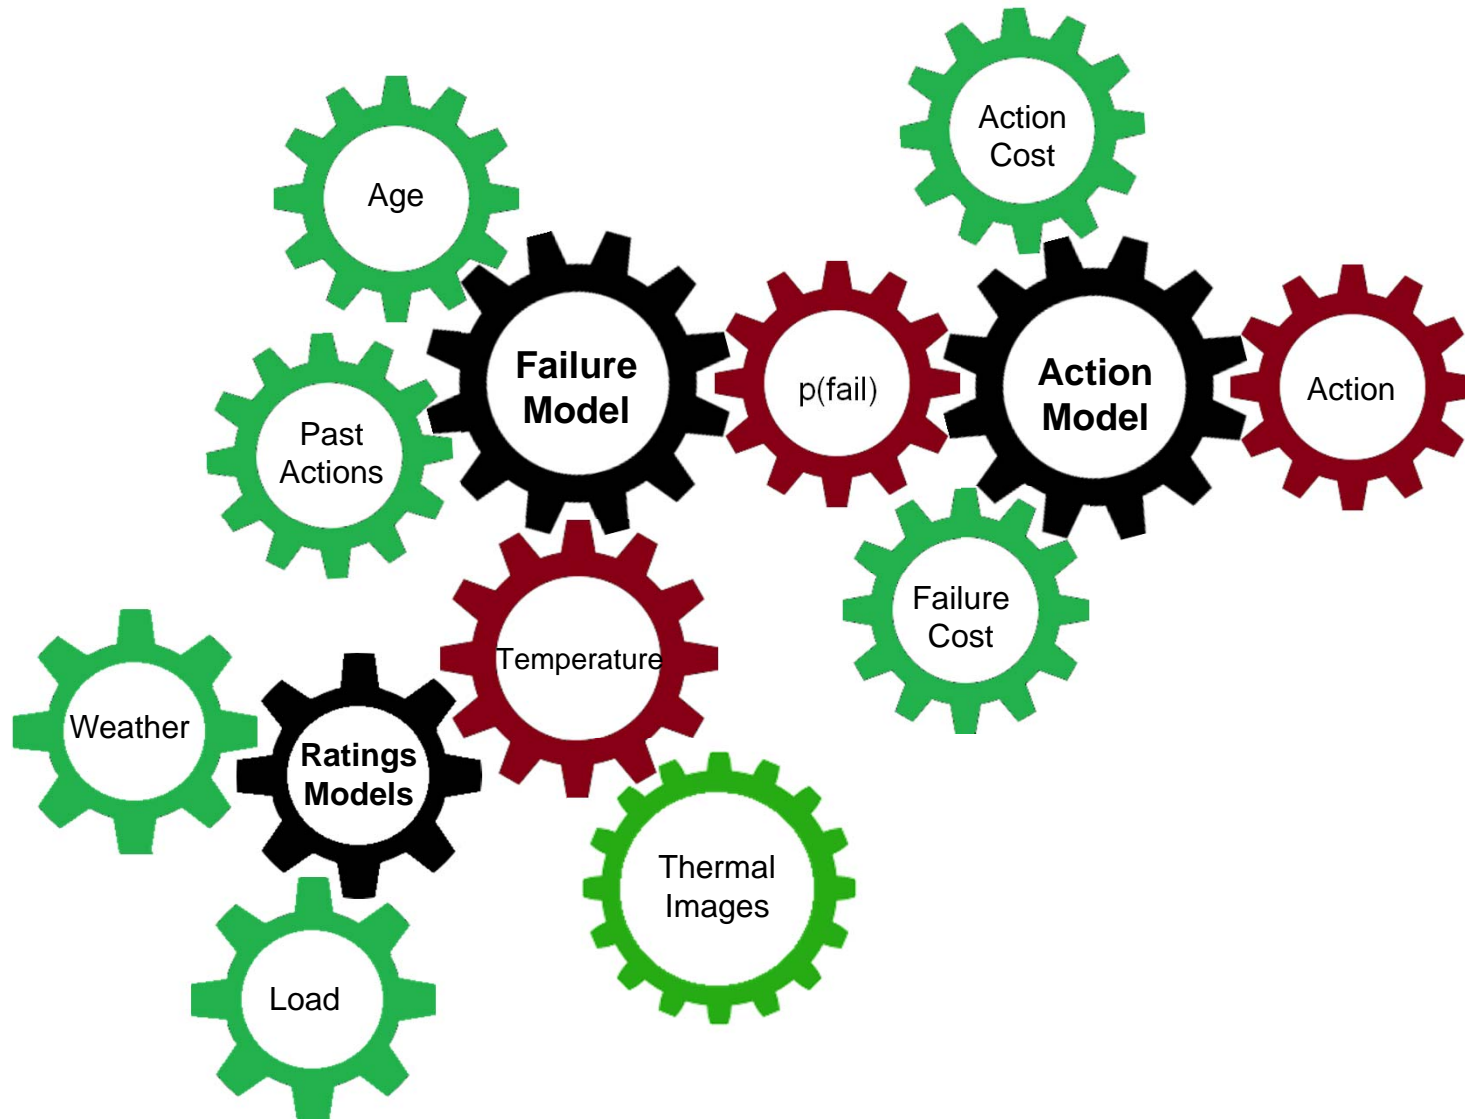 Action
Cost
Age
Failure
Model
p(fail)
Action
Model
Action
Past
Actions
Failure
Cost
Temperature
Weather
Ratings
Models
Thermal
Images
Load